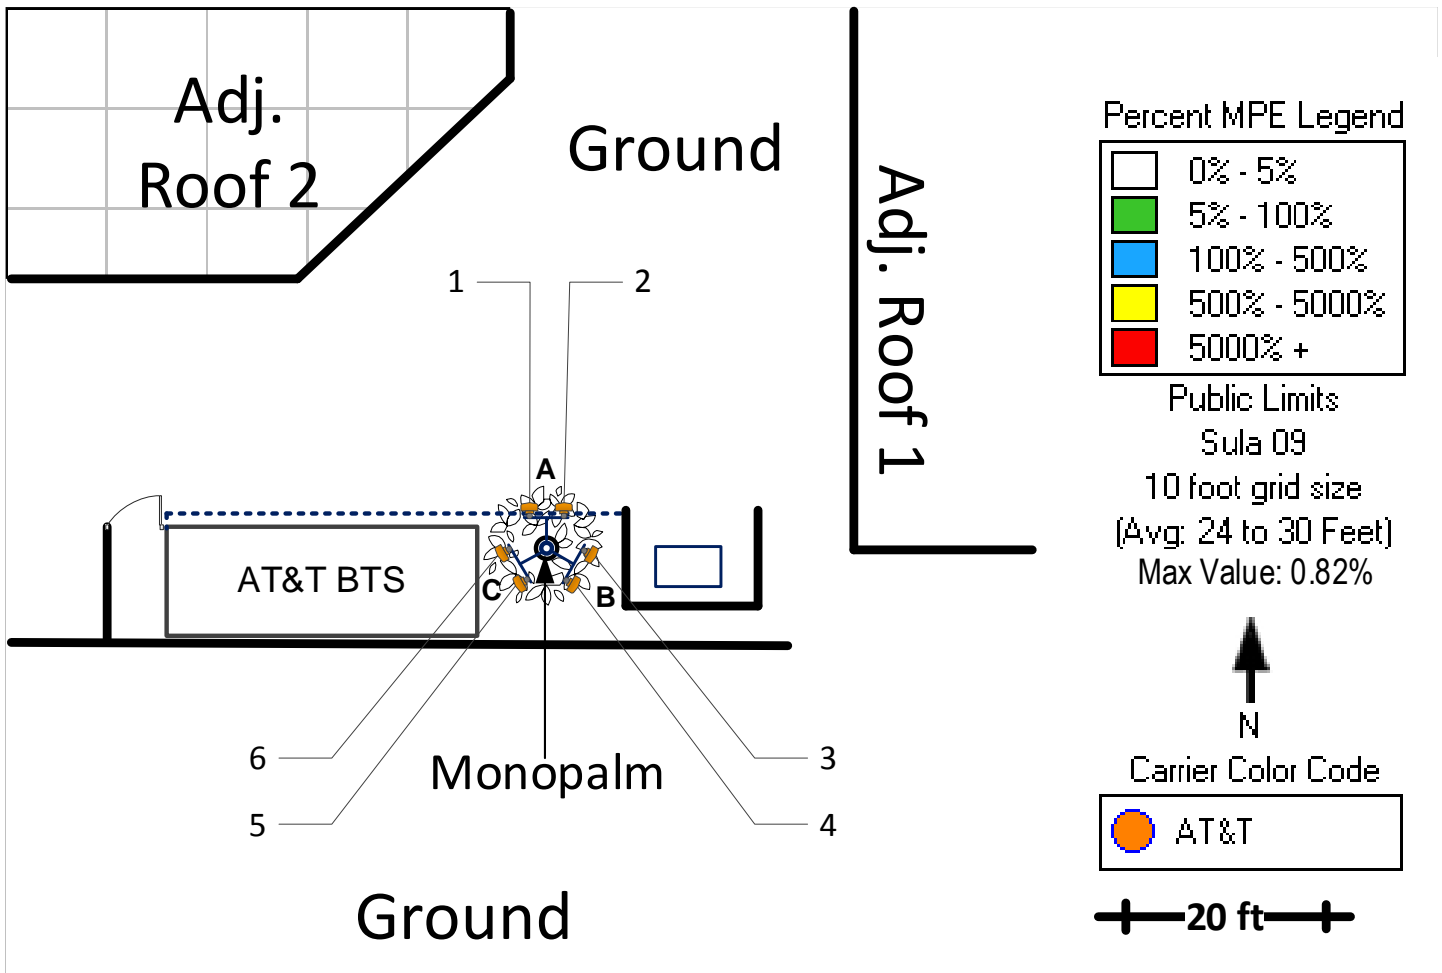 Adj.
Roof 2
Ground
Adj. Roof 1
1
2
A
AT&T BTS
C
B
6
5
3
4
Monopalm
Ground
Percent MPE Legend
0% - 5%
5% - 100%
100% - 500%
500% - 5000%
5000% +
Public Limits
Sula 09
10 foot grid size
(Avg: 24 to 30 Feet)
Max Value: 0.82%
N
Carrier Color Code
AT&T
20 ft